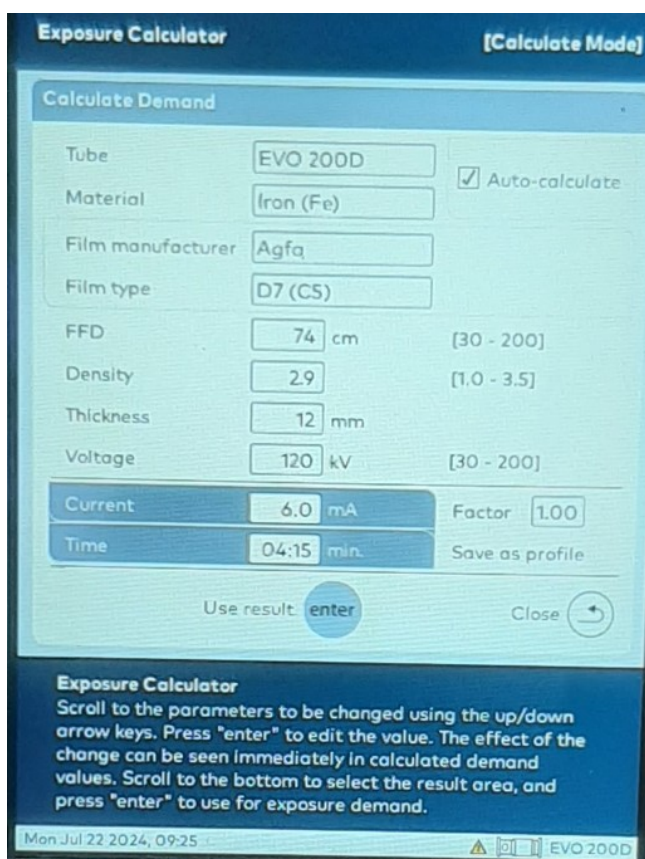 Exposure Calculator [Calculate Mode]
Calculate Demand
Tube EVO 200D
Auto-calculate
Material Iron (Fe)
Film manufacturer Agfa
Film type D7 (C5)
FFD 74 cm [30 - 200]
Density 2.9 [1.0 - 3.5]
Thickness 12 mm
Voltage 120 kV [30 - 200]
Current 6.0 mA Factor 1.00
Time 04:15 min. Save as profile
Use result enter Close
Exposure Calculator
Scroll to the parameters to be changed using the up/down
arrow keys. Press "enter" to edit the value. The effect of the
change can be seen immediately in calculated demand
values. Scroll to the bottom to select the result area, and
press "enter" to use for exposure demand.
Mon Jul 22 2024, 09:25 EVO 200D